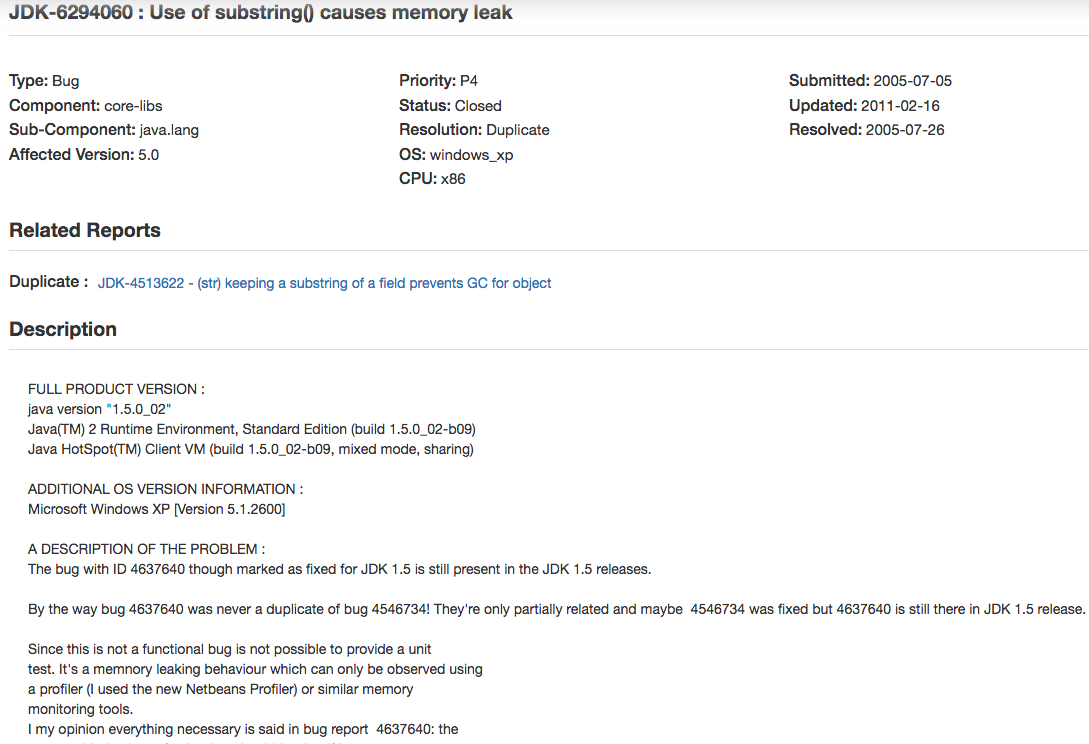 JDK-6294060 : Use of substring() causes memory leak
Type: Bug
Component: core-libs
Sub-Component: java.lang
Affected Version: 5.0
Priority: P4
Status: Closed
Resolution: Duplicate
OS: windows_xp
CPU: x86
Submitted: 2005-07-05
Updated: 2011-02-16
Resolved: 2005-07-26
Related Reports
Duplicate : JDK-4513622 - (str) keeping a substring of a field prevents GC for object
Description
FULL PRODUCT VERSION :
java version "1.5.0_02"
Java(TM) 2 Runtime Environment, Standard Edition (build 1.5.0_02-b09)
Java HotSpot(TM) Client VM (build 1.5.0_02-b09, mixed mode, sharing)
ADDITIONAL OS VERSION INFORMATION :
Microsoft Windows XP [Version 5.1.2600]
A DESCRIPTION OF THE PROBLEM :
The bug with ID 4637640 though marked as fixed for JDK 1.5 is still present in the JDK 1.5 releases.
By the way bug 4637640 was never a duplicate of bug 4546734! They're only partially related and maybe  4546734 was fixed but 4637640 is still there in JDK 1.5 release.
Since this is not a functional bug is not possible to provide a unit
test. It's a memnory leaking behaviour which can only be observed using
a profiler (I used the new Netbeans Profiler) or similar memory
monitoring tools.
I my opinion everything necessary is said in bug report  4637640: the